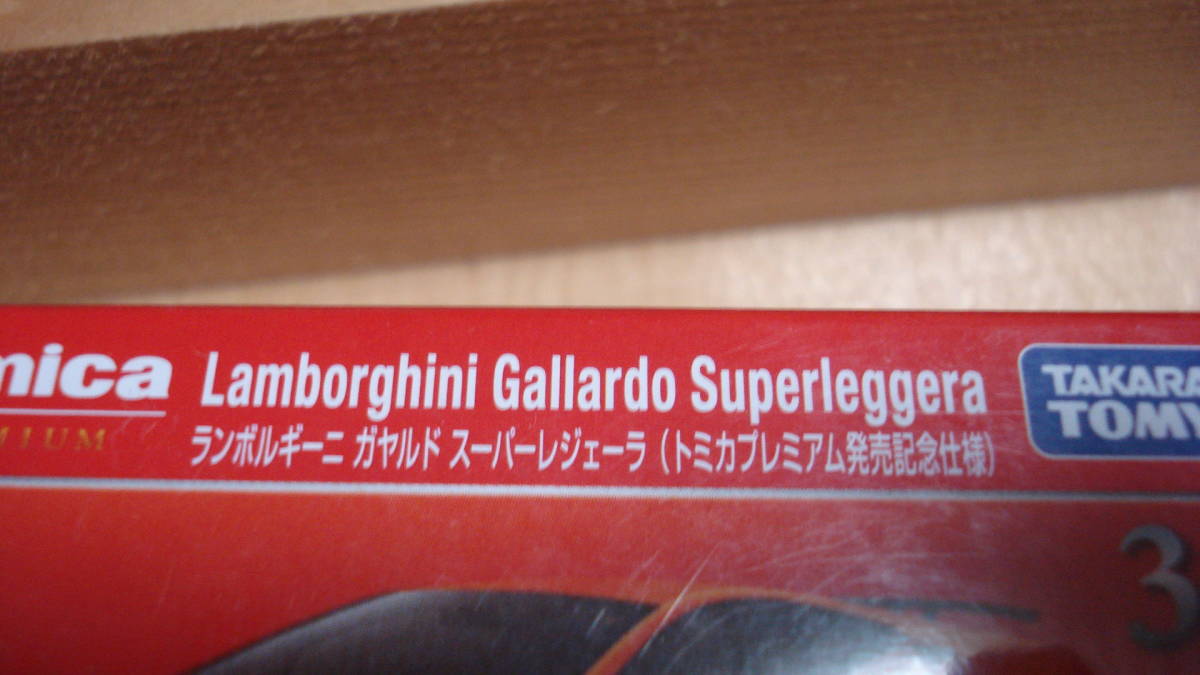 mica
MIUM
Lamborghini Gallardo Superleggera
ランボルギーニ ガヤルド スーパーレジェーラ（トミカプレミアム発売記念仕様）
TAKARA
TOMY
3